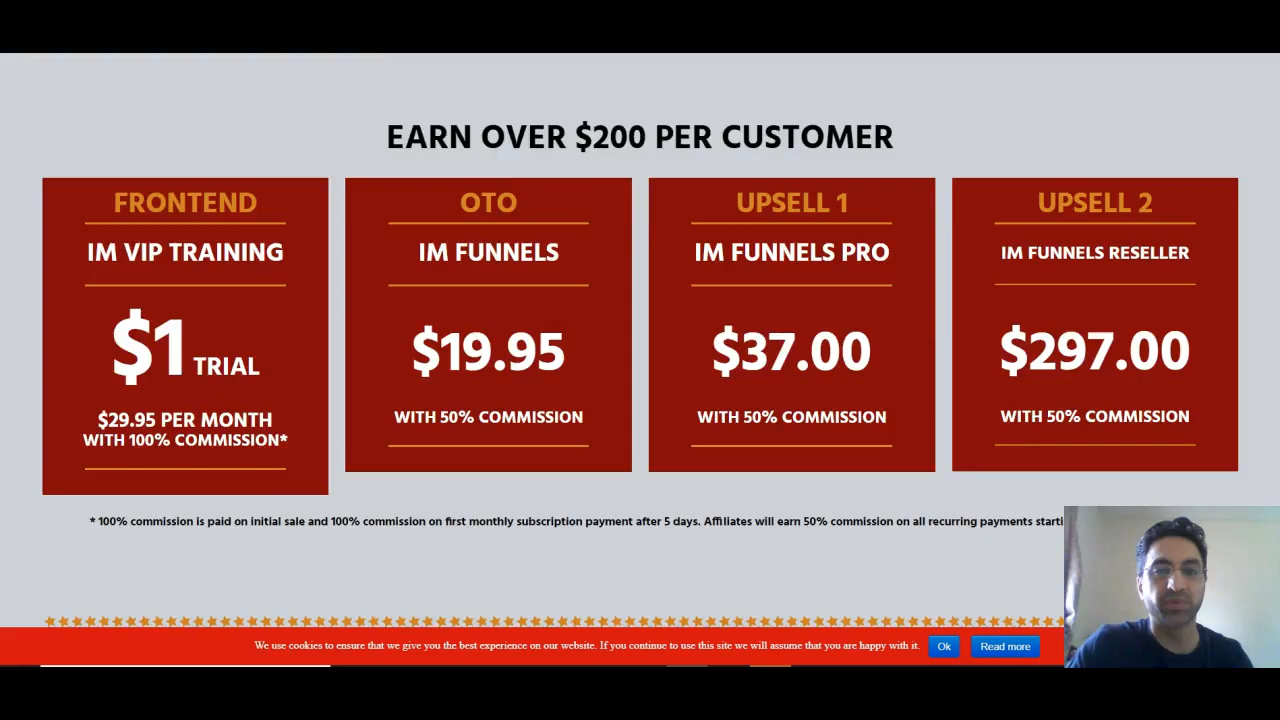 EARN OVER $200 PER CUSTOMER
FRONTEND
IM VIP TRAINING
$1 TRIAL
$29.95 PER MONTH
WITH 100% COMMISSION*
OTO
IM FUNNELS
$19.95
WITH 50% COMMISSION
UPSELL 1
IM FUNNELS PRO
$37.00
WITH 50% COMMISSION
UPSELL 2
IM FUNNELS RESELLER
$297.00
WITH 50% COMMISSION
* 100% commission is paid on initial sale and 100% commission on first monthly subscription payment after 5 days. Affiliates will earn 50% commission on all recurring payments
We use cookies to ensure that we give you the best experience on our website. If you continue to use this site we will assume that you are happy with it.
Ok
Read more